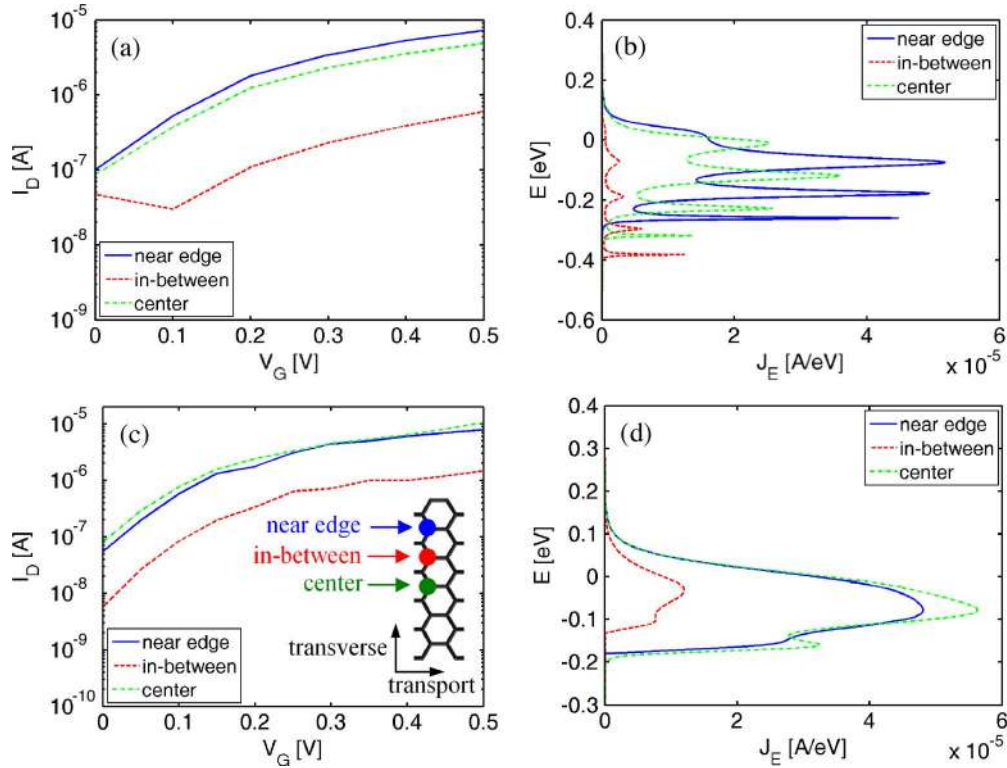 (a)
10^-5
10^-6
10^-7
10^-8
10^-9
I_D [A]
near edge
in-between
center
0 0.1 0.2 0.3 0.4 0.5
V_G [V]
(b)
near edge
in-between
center
0.4
0.2
0
-0.2
-0.4
-0.6
E [eV]
0 2 4 6
J_E [A/eV]
x 10^-5
(c)
10^-5
10^-6
10^-7
10^-8
10^-9
10^-10
I_D [A]
near edge
in-between
center
transverse
transport
near edge
in-between
center
0 0.1 0.2 0.3 0.4 0.5
V_G [V]
(d)
near edge
in-between
center
0.4
0.3
0.2
0.1
0
-0.1
-0.2
-0.3
E [eV]
0 2 4 6
J_E [A/eV]
x 10^-5